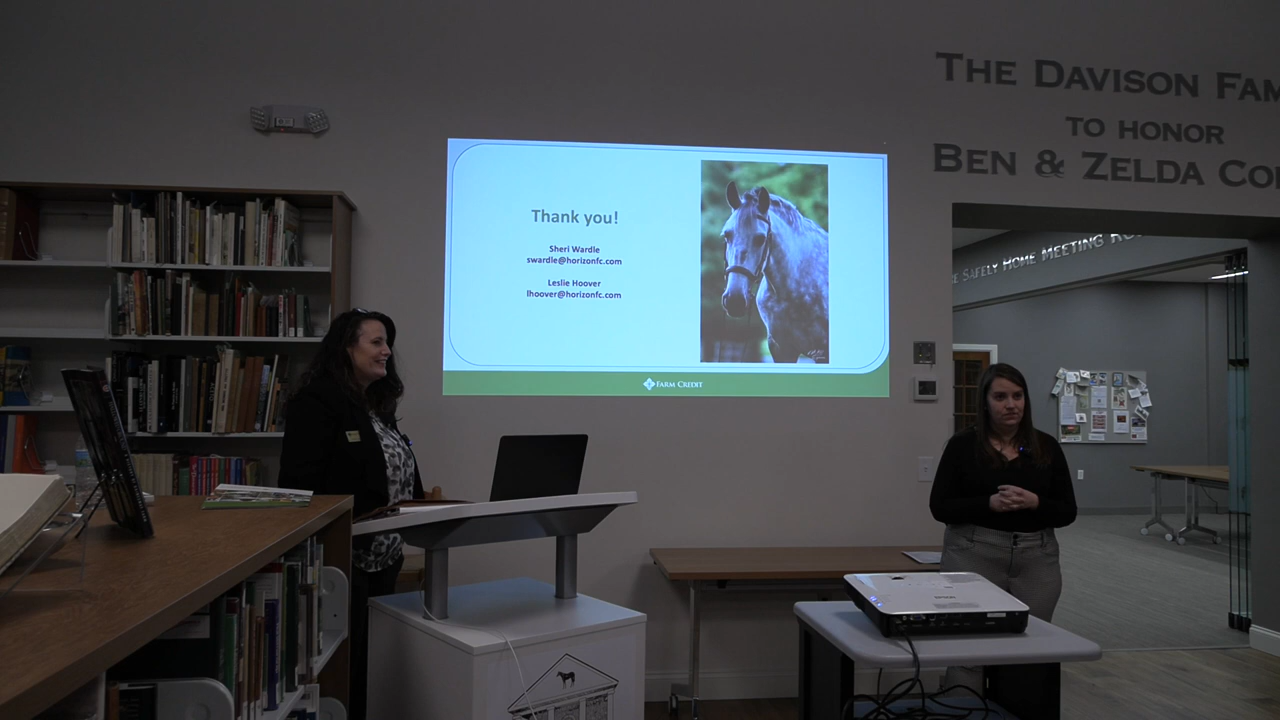 THE DAVISON FAM
TO HONOR
BEN & ZELDA CO
SAFELY HOME MEETING
Thank you!
Sheri Wardle
swardle@horizonfc.com
Leslie Hoover
lhoover@horizonfc.com
FARM CREDIT
EPSON